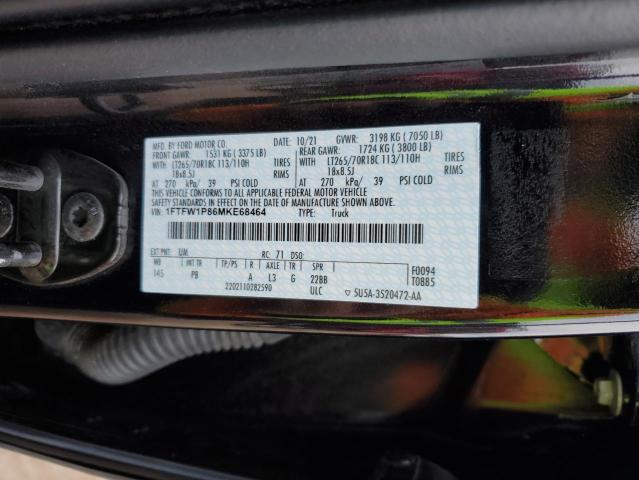 MFD. BY FORD MOTOR CO. 10/21 GVWR: 3198 KG ( 7050 LB)
FRONT GAWR: 1531 KG ( 3375 LB) REAR GAWR: 1724 KG ( 3800 LB)
WITH LT265/70R18C 113/110H TIRES WITH LT265/70R18C 113/110H TIRES
18x8.5J RIMS 18x8.5J RIMS
AT 270 kPa/ 39 PSI COLD AT 270 kPa/ 39 PSI COLD
THIS VEHICLE CONFORMS TO ALL APPLICABLE FEDERAL MOTOR VEHICLE
SAFETY STANDARDS IN EFFECT ON THE DATE OF MANUFACTURE SHOWN ABOVE.
VIN: 1FTFW1P86MKE68464 TYPE: Truck
EXT PNT: UM RC: 71 DSO:
WB INT TR TP/PS R AXLE TR SPR F0094
145 PB A L3 G 22BB T0885
2202110282590 ULC ▽ 5U5A-3S20472-AA